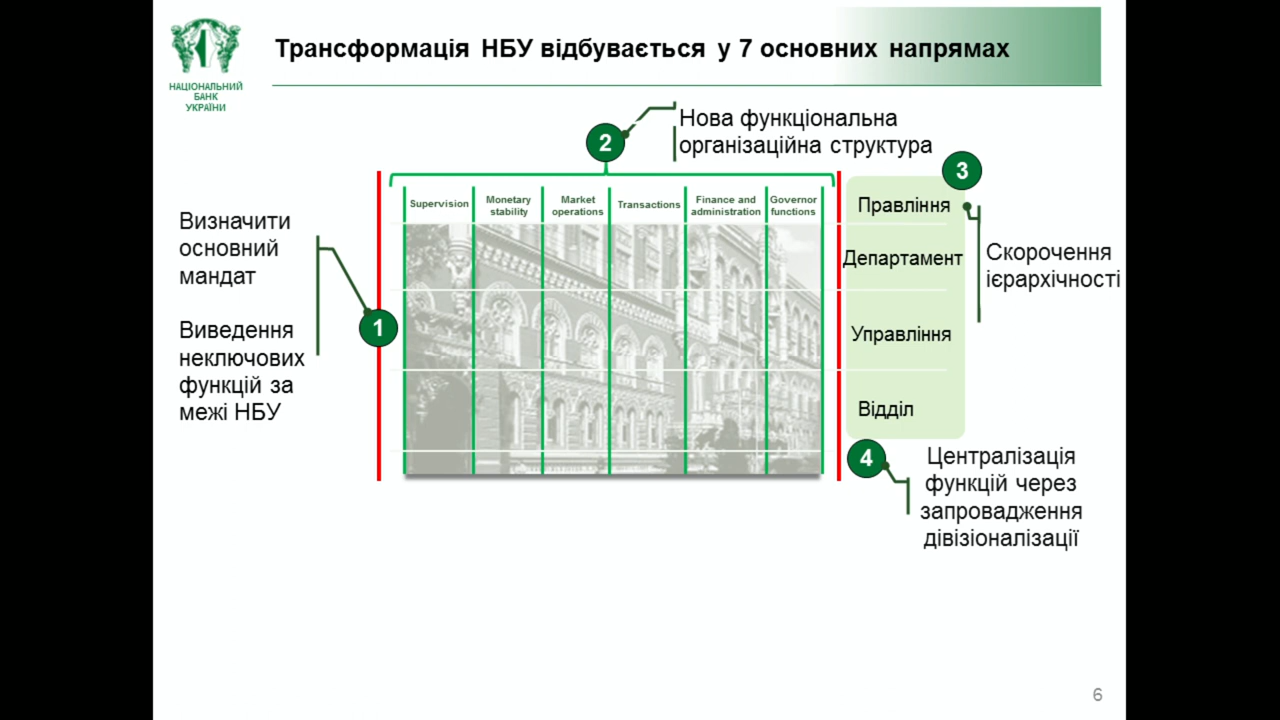 НАЦІОНАЛЬНИЙ
БАНК
УКРАЇНИ
Трансформація НБУ відбувається у 7 основних напрямах
2
Нова функціональна
організаційна структура
3
Визначити
основний
мандат
Виведення
неключових
функцій за
межі НБУ
1
Supervision
Monetary
stability
Market
operations
Transactions
Finance and
administration
Governor
functions
Правління
Департамент
Управління
Відділ
Скорочення
ієрархічності
4
Централізація
функцій через
запровадження
дівізіоналізації
6